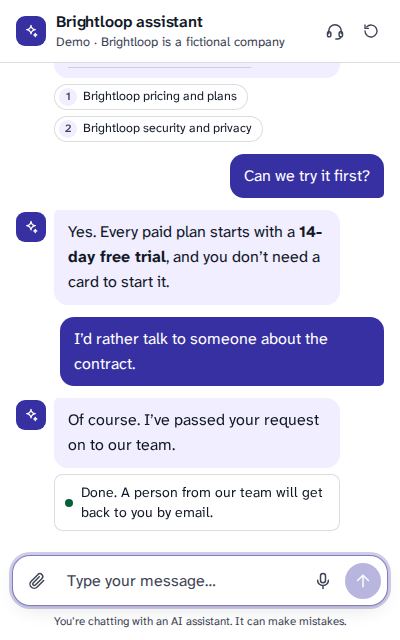 Brightloop assistant
Demo · Brightloop is a fictional company
1 Brightloop pricing and plans
2 Brightloop security and privacy
Can we try it first?
Yes. Every paid plan starts with a 14-
day free trial, and you don’t need a
card to start it.
I’d rather talk to someone about the
contract.
Of course. I’ve passed your request
on to our team.
Done. A person from our team will get
back to you by email.
Type your message...
You’re chatting with an AI assistant. It can make mistakes.